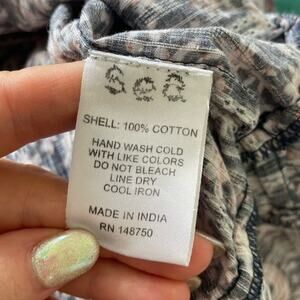 SHELL: 100% COTTON
HAND WASH COLD
WITH LIKE COLORS
DO NOT BLEACH
LINE DRY
COOL IRON
MADE IN INDIA
RN 148750